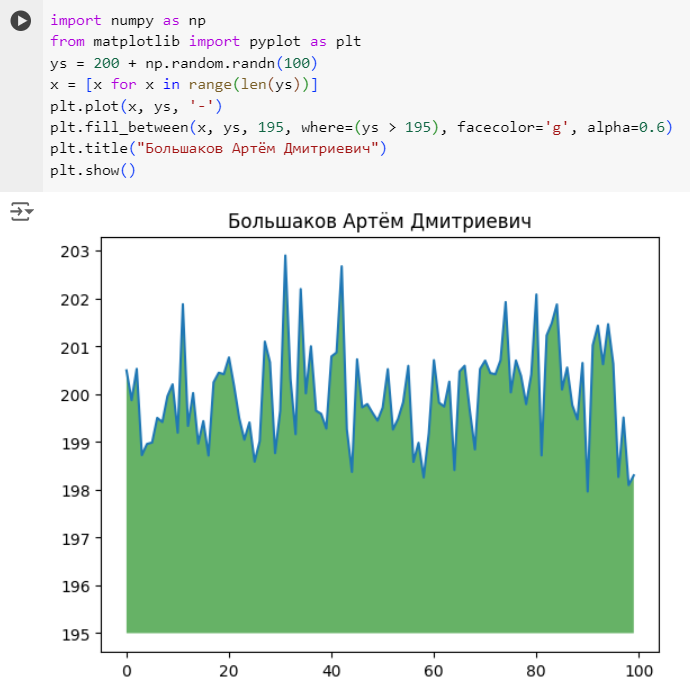 import numpy as np
from matplotlib import pyplot as plt
ys = 200 + np.random.randn(100)
x = [x for x in range(len(ys))]
plt.plot(x, ys, '-')
plt.fill_between(x, ys, 195, where=(ys > 195), facecolor='g', alpha=0.6)
plt.title("Большаков Артём Дмитриевич")
plt.show()
Большаков Артём Дмитриевич
203
202
201
200
199
198
197
196
195
0 20 40 60 80 100